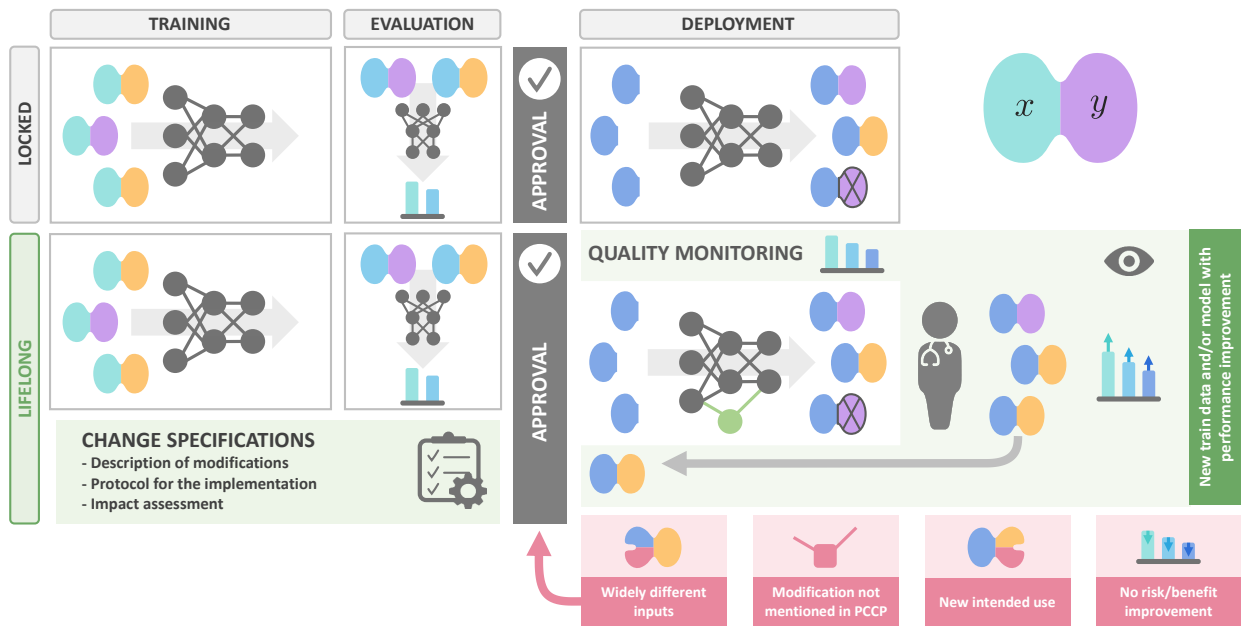 TRAINING
EVALUATION
DEPLOYMENT
LOCKED
APPROVAL
x
y
LIFELONG
APPROVAL
QUALITY MONITORING
New train data and/or model with
performance improvement
CHANGE SPECIFICATIONS
- Description of modifications
- Protocol for the implementation
- Impact assessment
Widely different
inputs
Modification not
mentioned in PCCP
New intended use
No risk/benefit
improvement